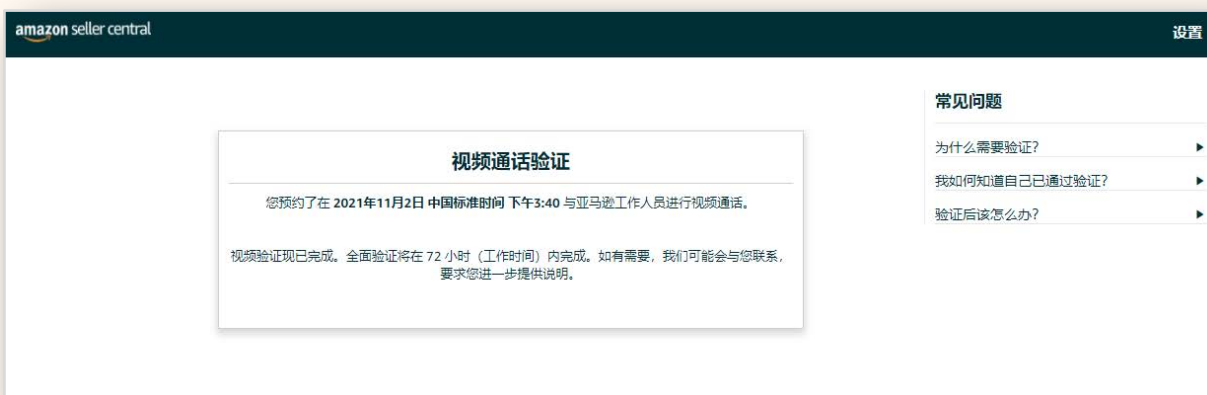 amazon seller central
设置
视频通话验证
您预约了在 2021年11月2日 中国标准时间 下午3:40 与亚马逊工作人员进行视频通话。
视频验证现已完成。全面验证将在 72 小时（工作时间）内完成。如有需要，我们可能会与您联系，
要求您进一步提供说明。
常见问题
为什么需要验证?
我如何知道自己已通过验证?
验证后该怎么办?